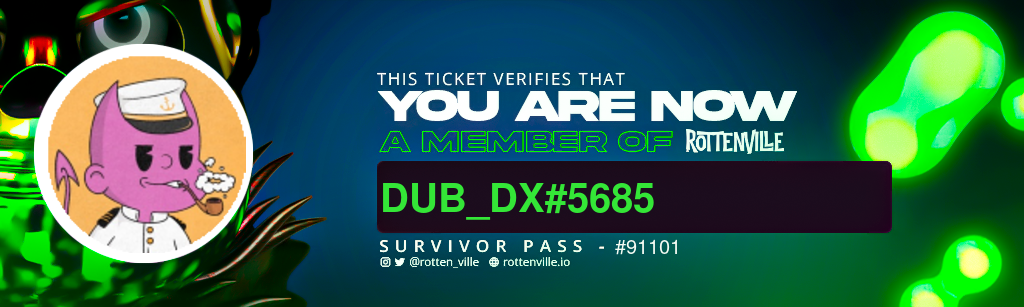 THIS TICKET VERIFIES THAT
YOU ARE NOW
A MEMBER OF ROTTENVILLE
DUB_DX#5685
SURVIVOR PASS - #91101
@rotten_ville rottenville.io